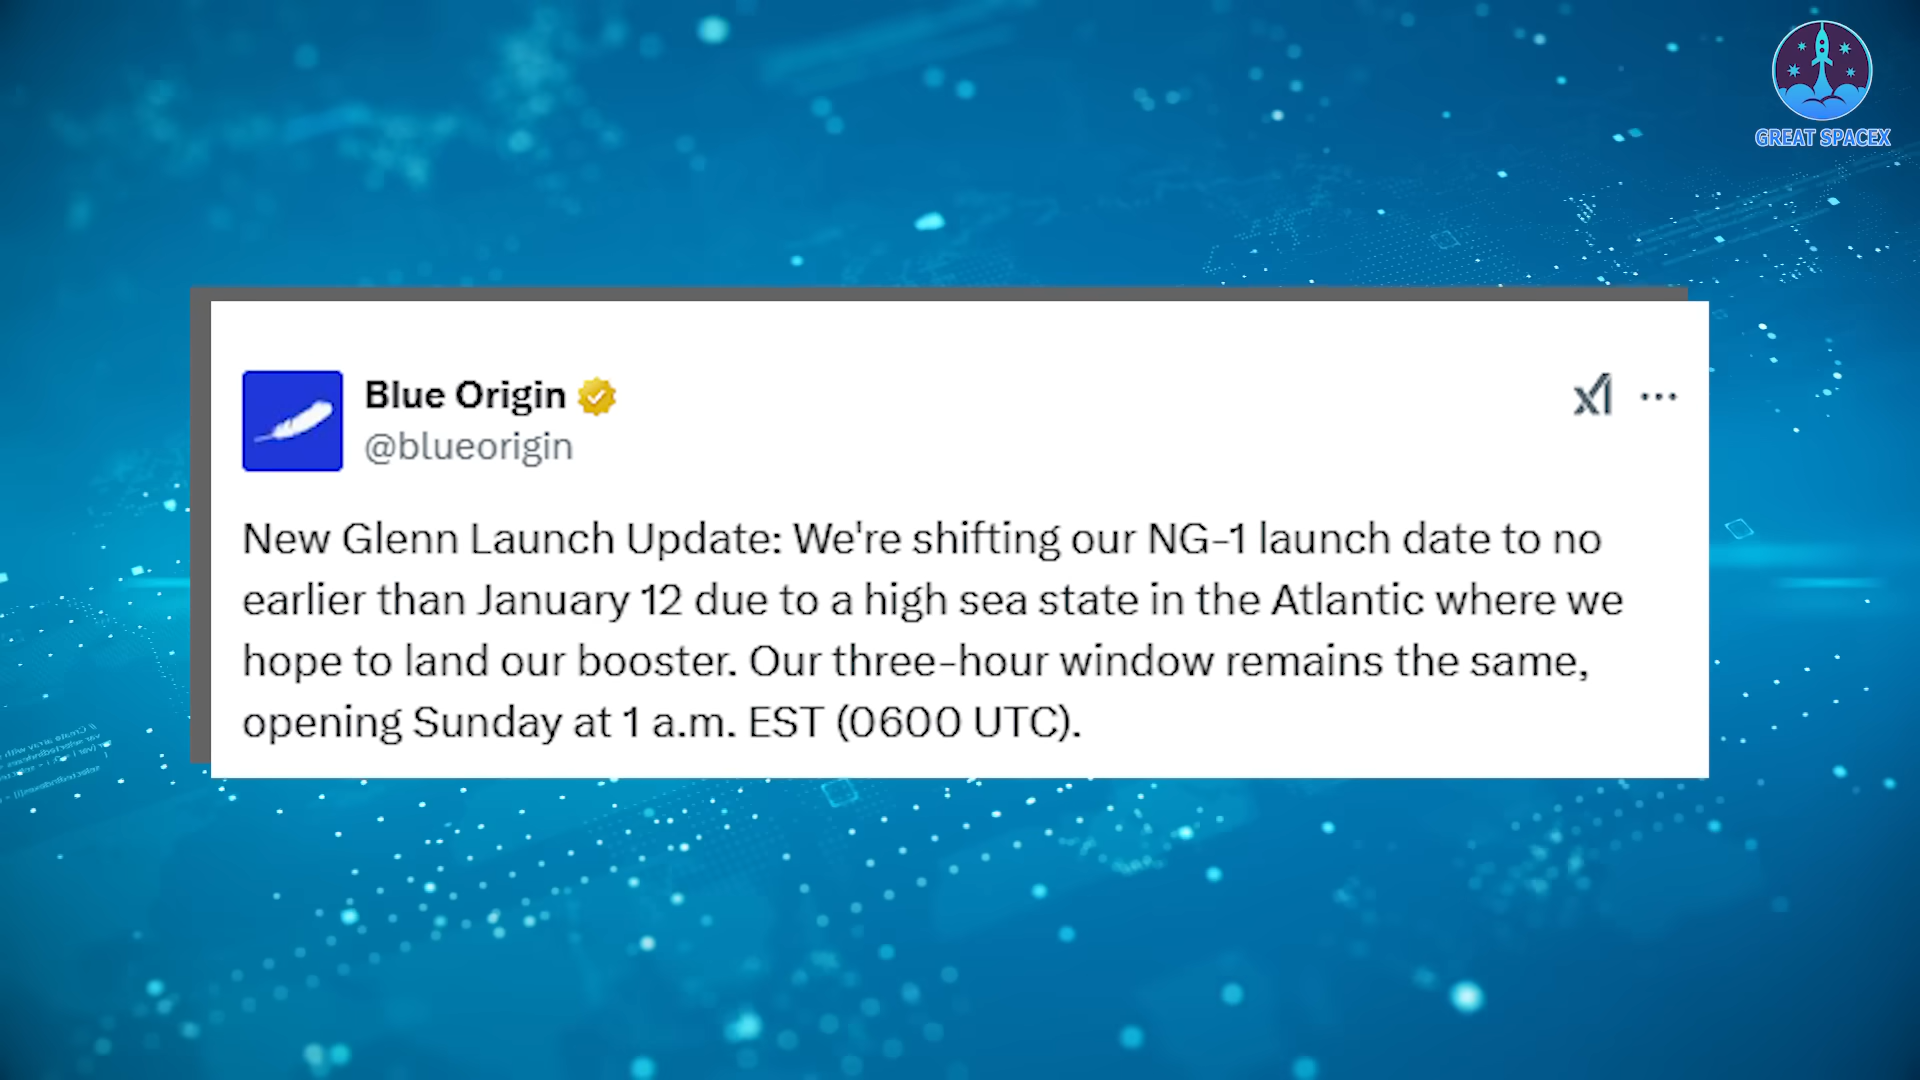 GREAT SPACEX
Blue Origin
@blueorigin
New Glenn Launch Update: We're shifting our NG-1 launch date to no
earlier than January 12 due to a high sea state in the Atlantic where we
hope to land our booster. Our three-hour window remains the same,
opening Sunday at 1 a.m. EST (0600 UTC).